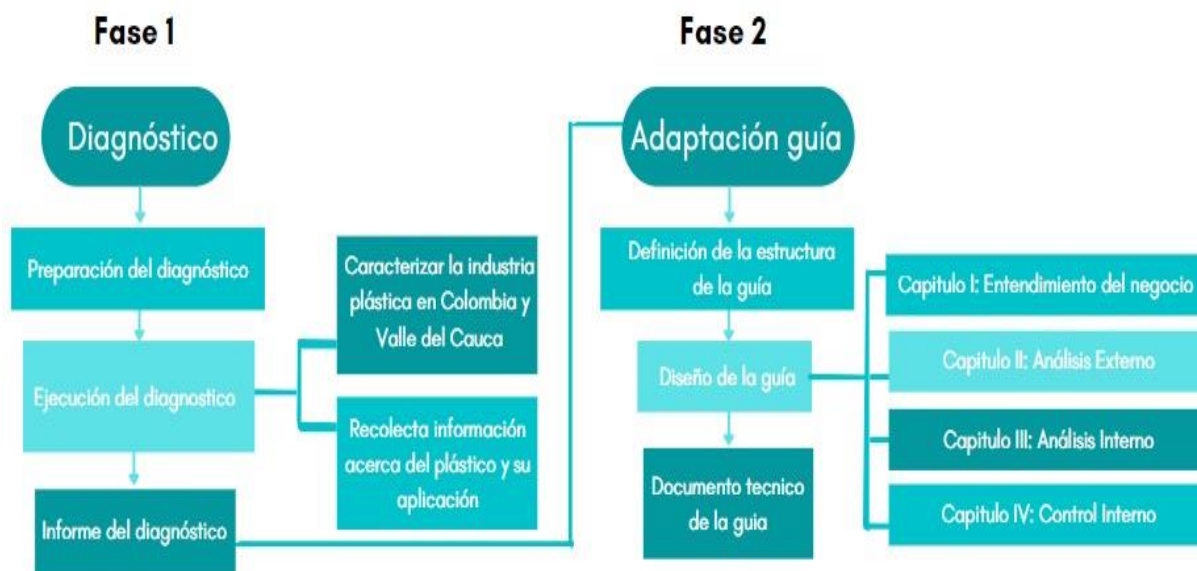 Fase 1
Diagnóstico
Preparación del diagnóstico
Ejecución del diagnostico
Caracterizar la industria
plástica en Colombia y
Valle del Cauca
Recolecta información
acerca del plástico y su
aplicación
Informe del diagnóstico
Fase 2
Adaptación guía
Definición de la estructura
de la guía
Diseño de la guía
Capitulo I: Entendimiento del negocio
Capitulo II: Análisis Externo
Capitulo III: Análisis Interno
Capitulo IV: Control Interno
Documento tecnico
de la guia